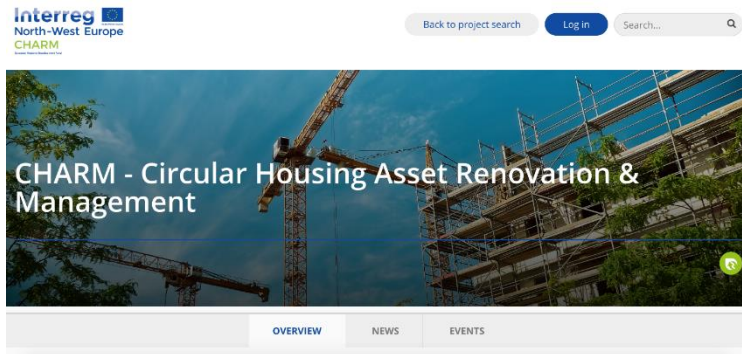 Interreg
North-West Europe
CHARM
Back to project search
Log in
Search...
CHARM - Circular Housing Asset Renovation &
Management
OVERVIEW
NEWS
EVENTS